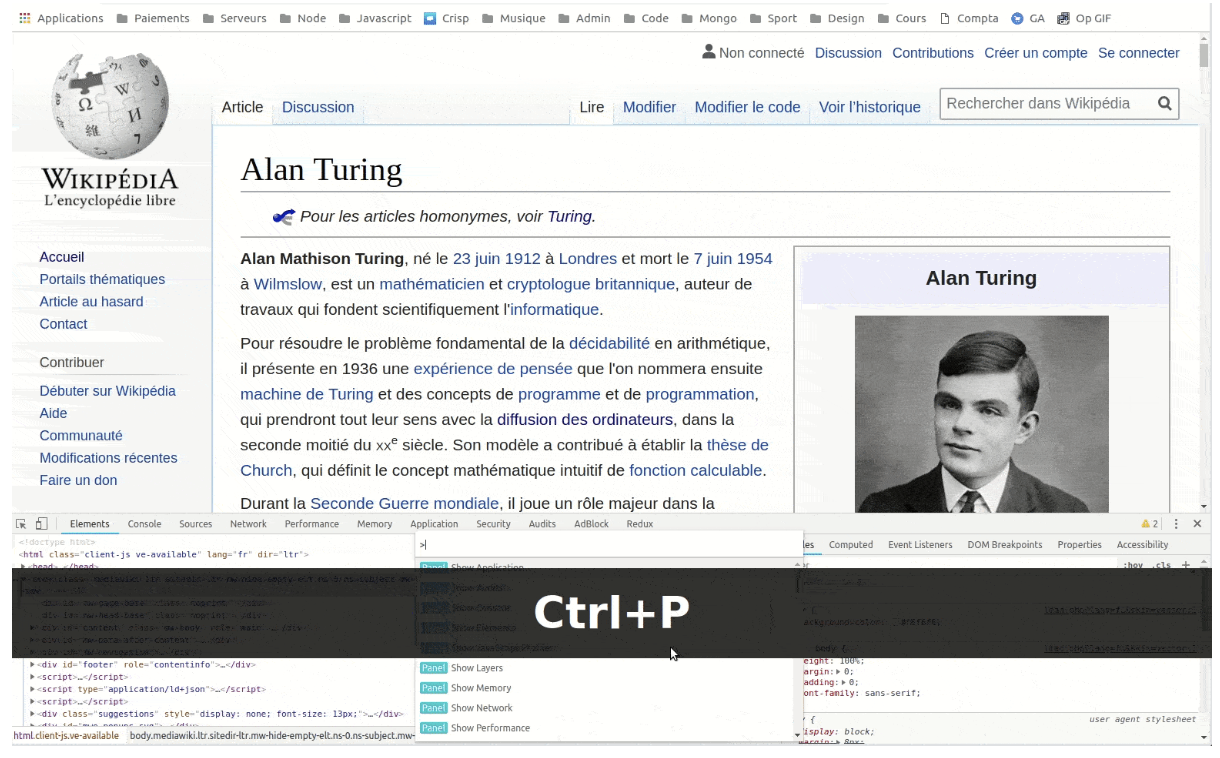 Applications Paiements Serveurs Node Javascript Crisp Musique Admin Code Mongo Sport Design Cours Compta GA Op GIF
Non connecté Discussion Contributions Créer un compte Se connecter
Article Discussion Lire Modifier Modifier le code Voir l'historique Rechercher dans Wikipédia
WIKIPÉDIA
L'encyclopédie libre
Accueil
Portails thématiques
Article au hasard
Contact
Contribuer
Débuter sur Wikipédia
Aide
Communauté
Modifications récentes
Faire un don
Alan Turing
Pour les articles homonymes, voir Turing.
Alan Mathison Turing, né le 23 juin 1912 à Londres et mort le 7 juin 1954
à Wilmslow, est un mathématicien et cryptologue britannique, auteur de
travaux qui fondent scientifiquement l'informatique.
Pour résoudre le problème fondamental de la décidabilité en arithmétique,
il présente en 1936 une expérience de pensée que l'on nommera ensuite
machine de Turing et des concepts de programme et de programmation,
qui prendront tout leur sens avec la diffusion des ordinateurs, dans la
seconde moitié du XXe siècle. Son modèle a contribué à établir la thèse de
Church, qui définit le concept mathématique intuitif de fonction calculable.
Durant la Seconde Guerre mondiale, il joue un rôle majeur dans la
Alan Turing
Elements Console Sources Network Performance Memory Application Security Audits AdBlock Redux 2
<!doctype html>
<html class="client-js ve-available" lang="fr" dir="ltr">
<head>…</head>
>
Panel Show Application
Computed Event Listeners DOM Breakpoints Properties Accessibility
:hov .cls +
Ctrl+P
<div id="footer" role="contentinfo">…</div>
<script>…</script>
<script type="application/ld+json">…</script>
<script>…</script>
<div class="suggestions" style="display: none; font-size: 13px;">…</div>
html.client-js.ve-available body.mediawiki.ltr.sitedir-ltr.mw-hide-empty-elt.ns-0.ns-subject.mw-
Panel Show Layers
Panel Show Memory
Panel Show Network
Panel Show Performance
body {
eight: 100%;
argin: 0;
adding: 0;
ont-family: sans-serif;
user agent stylesheet
isplay: block;
margin: 8px;